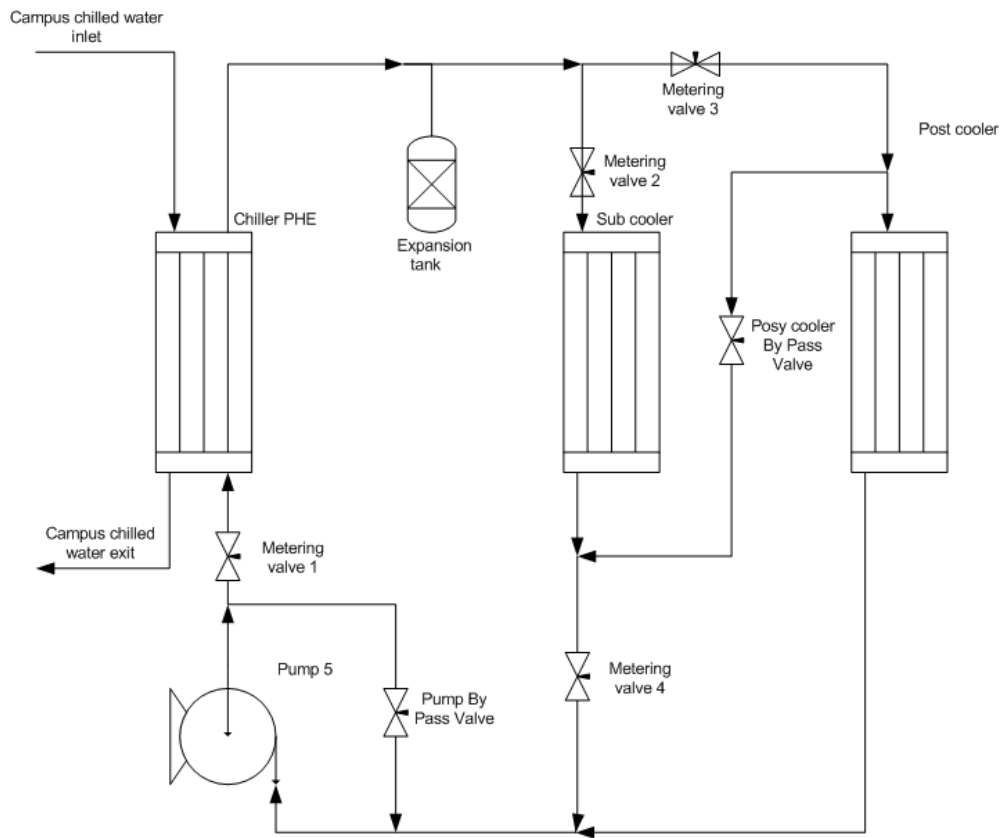 Campus chilled water
inlet
Metering
valve 3
Post cooler
Metering
valve 2
Chiller PHE
Sub cooler
Expansion
tank
Posy cooler
By Pass
Valve
Campus chilled
water exit
Metering
valve 1
Pump 5
Metering
valve 4
Pump By
Pass Valve